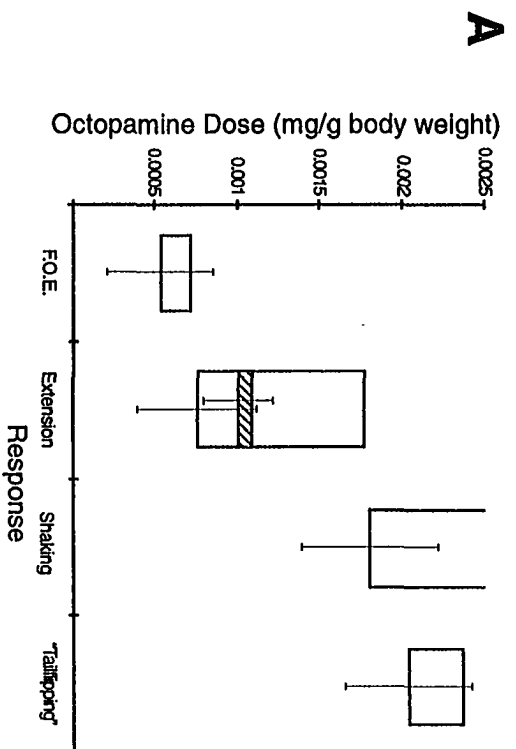 A
Octopamine Dose (mg/g body weight)
0.0025
0.002
0.0015
0.001
0.0005
F.O.E.
Extension
Shaking
"Tailflipping"
Response